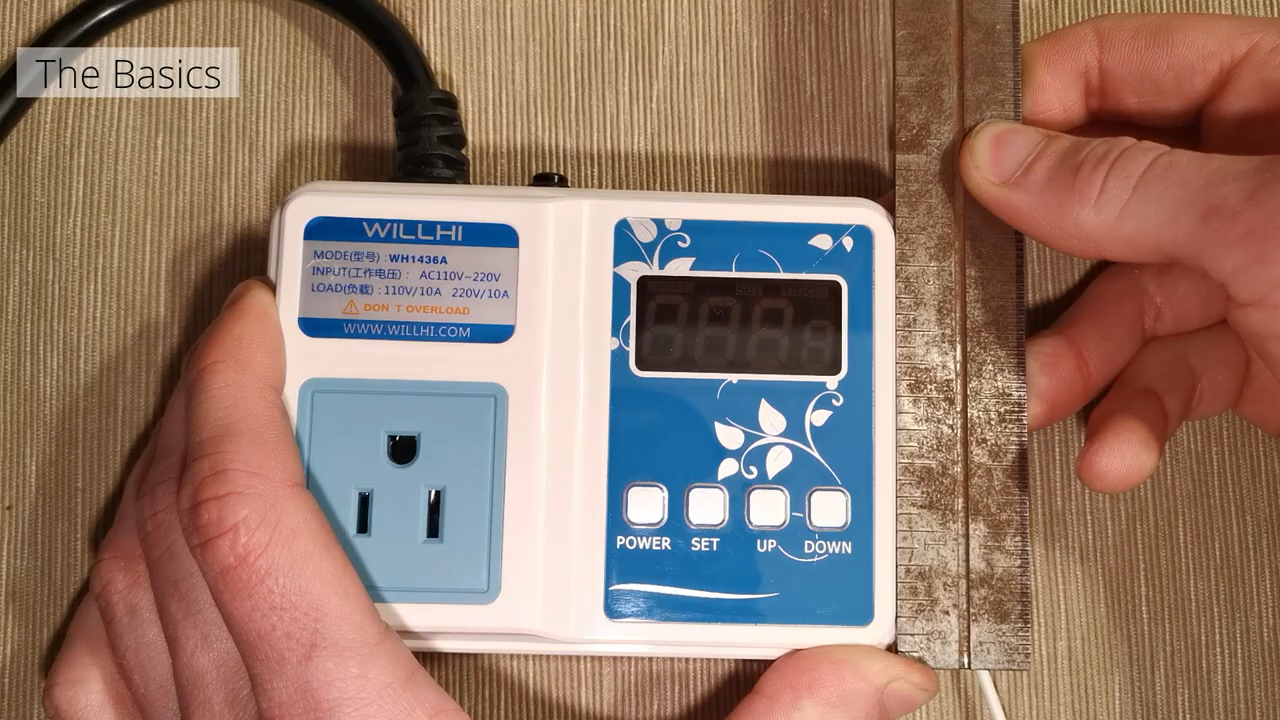 The Basics
WILLHI
MODE(型号) : WH1436A
INPUT(工作电压) : AC110V~220V
LOAD(负载) : 110V/10A 220V/10A
DON'T OVERLOAD
WWW.WILLHI.COM
SET
POWER SET UP DOWN